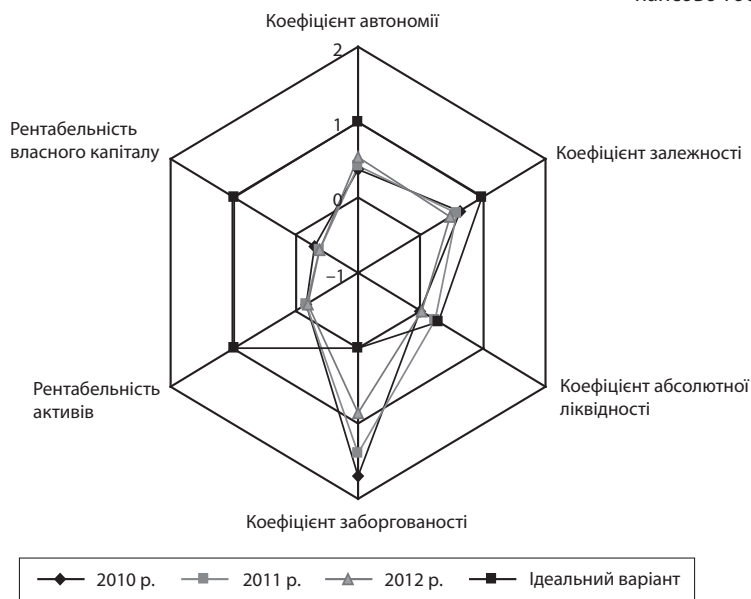 Коефіцієнт автономії
2
Рентабельність
власного капіталу
1
Коефіцієнт залежності
0
–1
Рентабельність
активів
Коефіцієнт абсолютної
ліквідності
Коефіцієнт заборгованості
2010 р. 2011 р. 2012 р. Ідеальний варіант